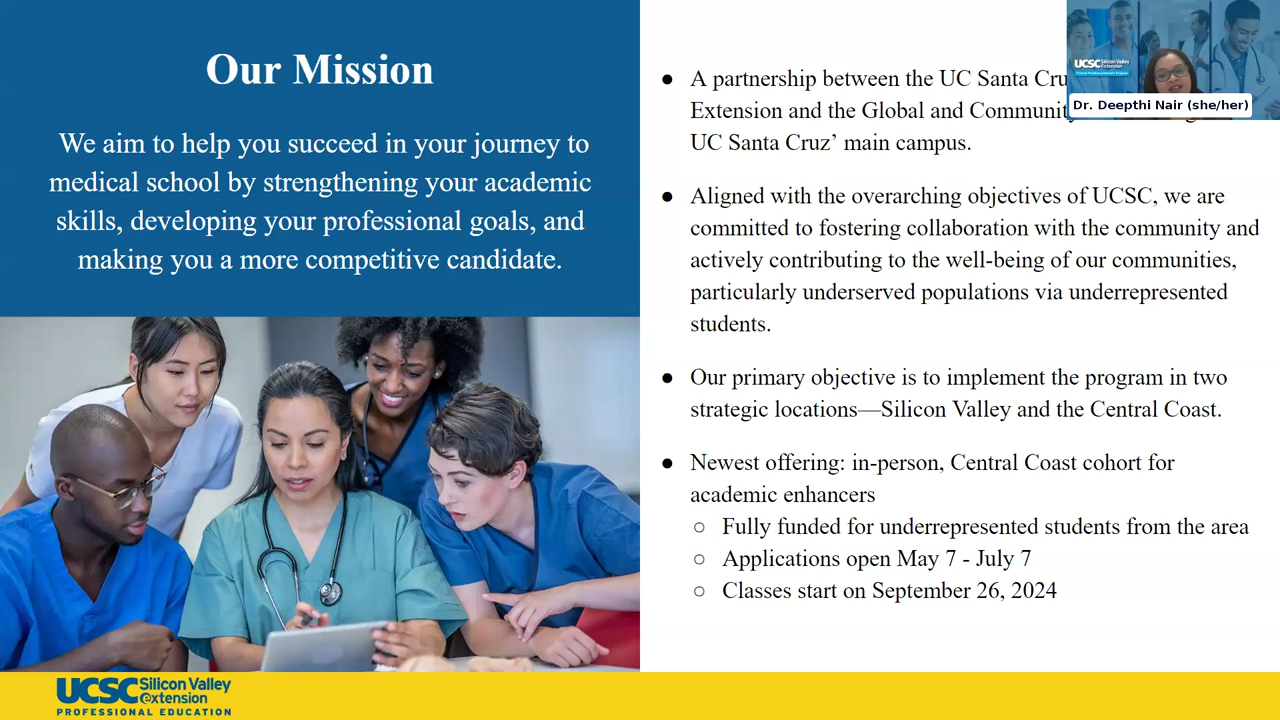 Our Mission
We aim to help you succeed in your journey to
medical school by strengthening your academic
skills, developing your professional goals, and
making you a more competitive candidate.
● A partnership between the UC Santa
Extension and the Global and
UC Santa Cruz’ main campus.
● Aligned with the overarching objectives of UCSC, we are
committed to fostering collaboration with the community and
actively contributing to the well-being of our communities,
particularly underserved populations via underrepresented
students.
● Our primary objective is to implement the program in two
strategic locations—Silicon Valley and the Central Coast.
● Newest offering: in-person, Central Coast cohort for
academic enhancers
○ Fully funded for underrepresented students from the area
○ Applications open May 7 - July 7
○ Classes start on September 26, 2024
UCSC Silicon Valley
Extension
Dr. Deepthi Nair (she/her)
UCSC Silicon Valley
extension
PROFESSIONAL EDUCATION